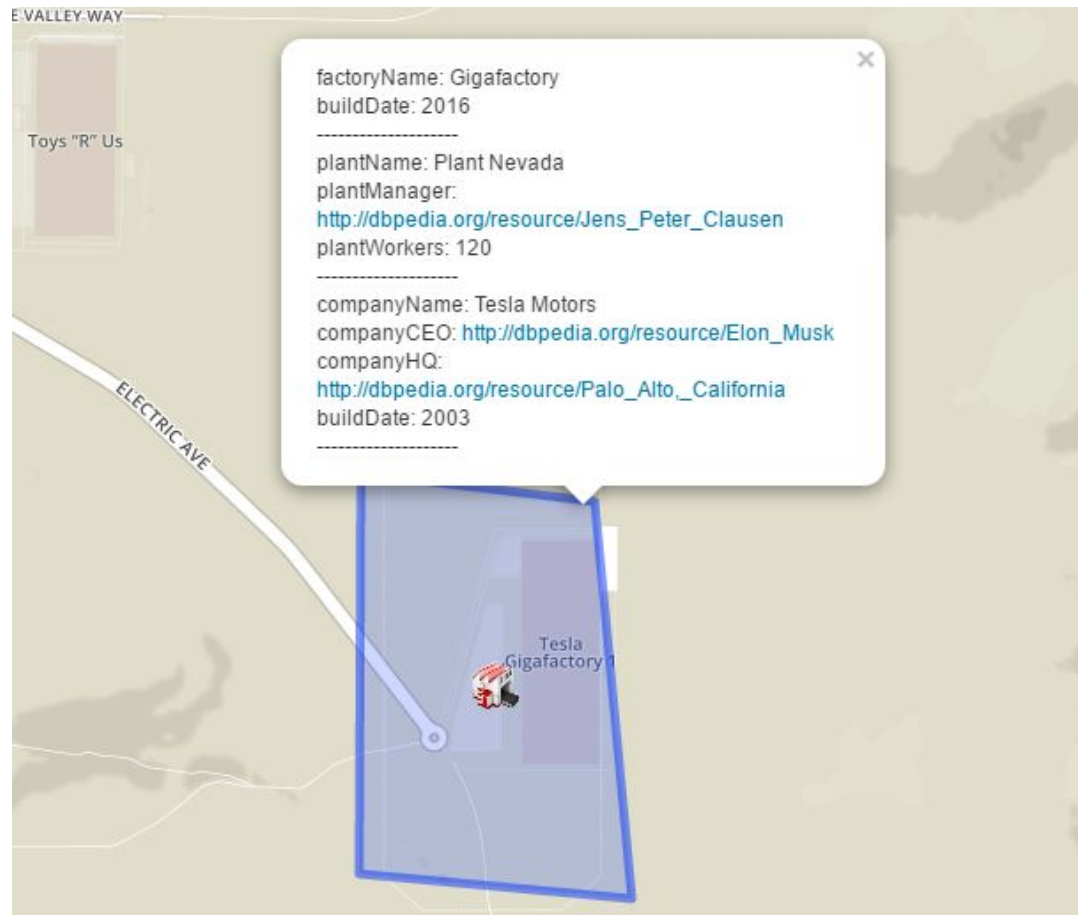 E VALLEY WAY
Toys "R" Us
×
factoryName: Gigafactory
buildDate: 2016
--------------------
plantName: Plant Nevada
plantManager:
http://dbpedia.org/resource/Jens_Peter_Clausen
plantWorkers: 120
--------------------
companyName: Tesla Motors
companyCEO: http://dbpedia.org/resource/Elon_Musk
companyHQ:
http://dbpedia.org/resource/Palo_Alto,_California
buildDate: 2003
--------------------
ELECTRIC AVE
Tesla
Gigafactory 1